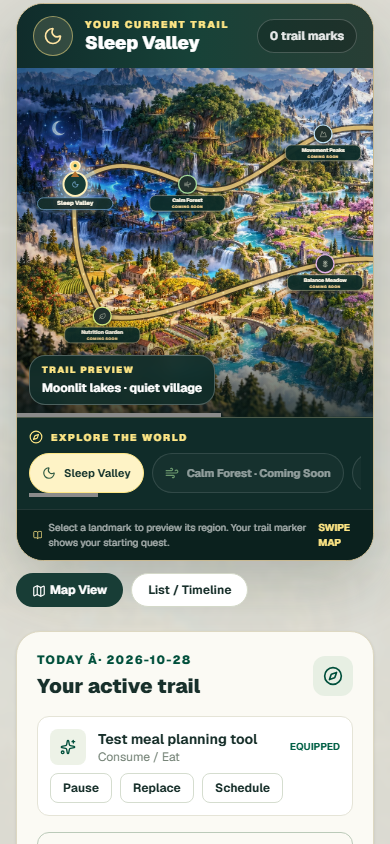 YOUR CURRENT TRAIL
Sleep Valley
0 trail marks
Movement Peaks
COMING SOON
Sleep Valley
Calm Forest
COMING SOON
Balance Meadow
COMING SOON
Nutrition Garden
COMING SOON
TRAIL PREVIEW
Moonlit lakes · quiet village
EXPLORE THE WORLD
Sleep Valley
Calm Forest · Coming Soon
Select a landmark to preview its region. Your trail marker
shows your starting quest.
SWIPE
MAP
Map View
List / Timeline
TODAY Â· 2026-10-28
Your active trail
Test meal planning tool
Consume / Eat
EQUIPPED
Pause
Replace
Schedule